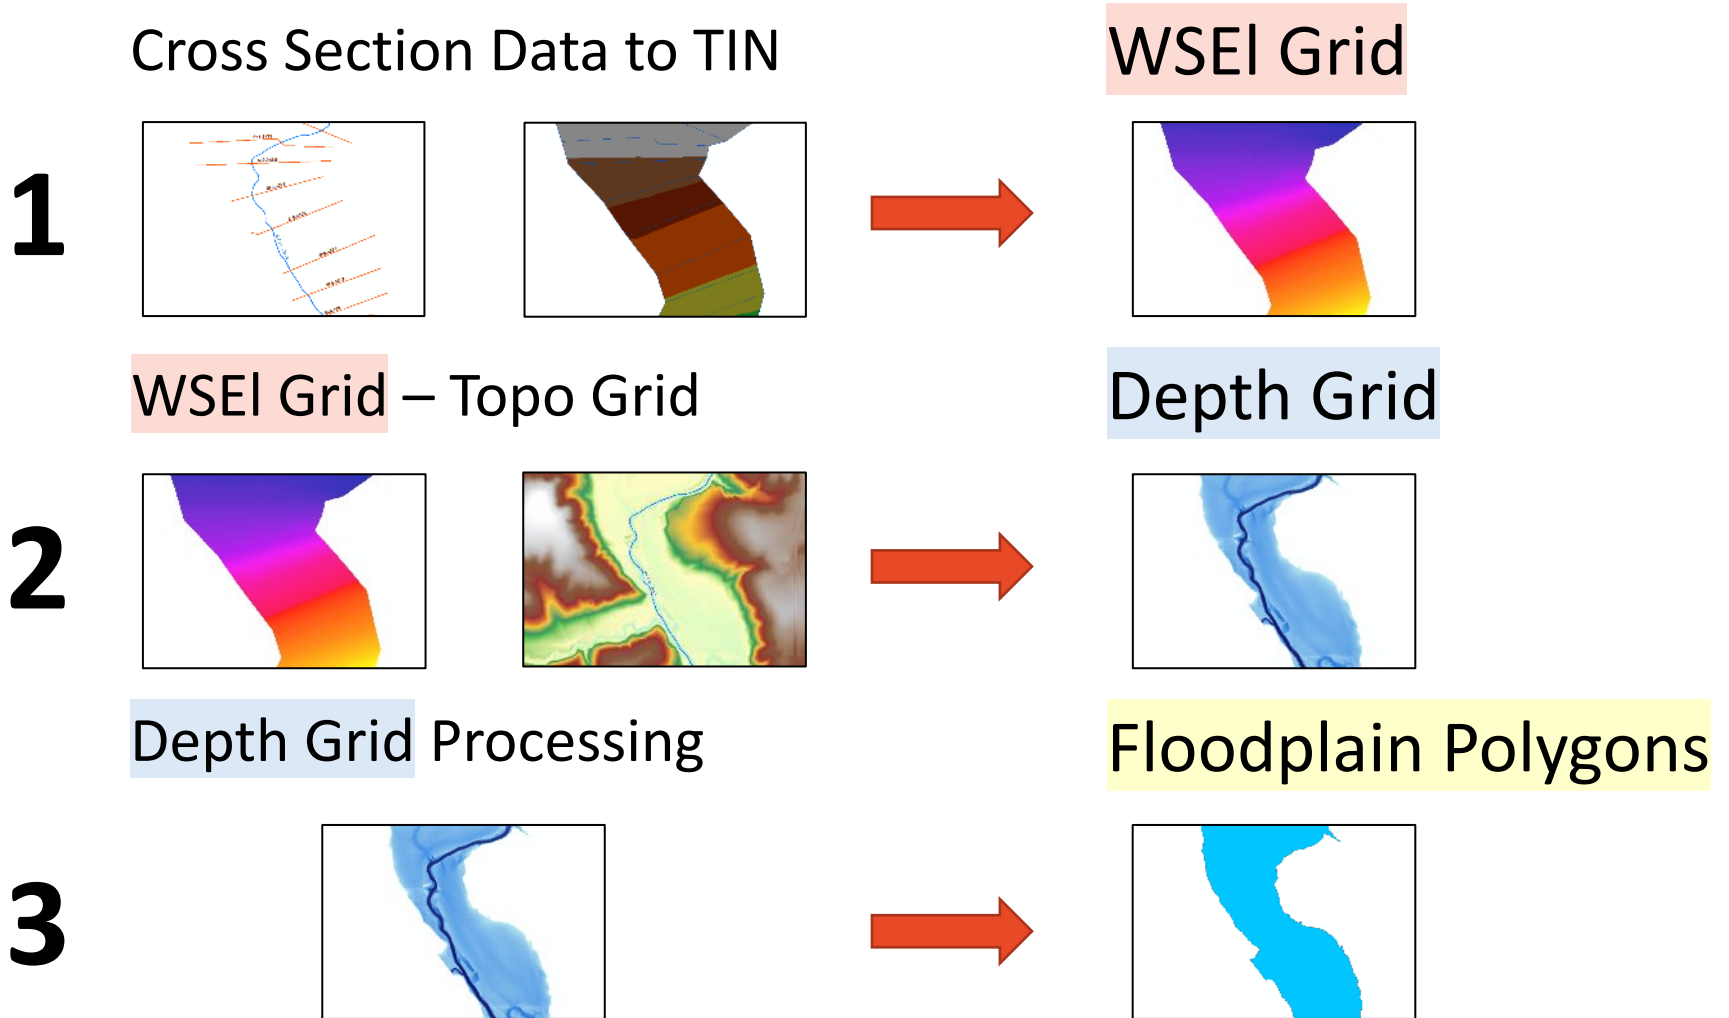 Cross Section Data to TIN
WSEl Grid
1
WSEl Grid – Topo Grid
Depth Grid
2
Depth Grid Processing
Floodplain Polygons
3